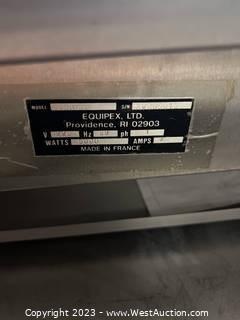 MODEL S/N
EQUIPEX, LTD.
Providence, RI 02903
V Hz ph
WATTS AMPS
MADE IN FRANCE
Copyright © 2023 - www.WestAuction.com